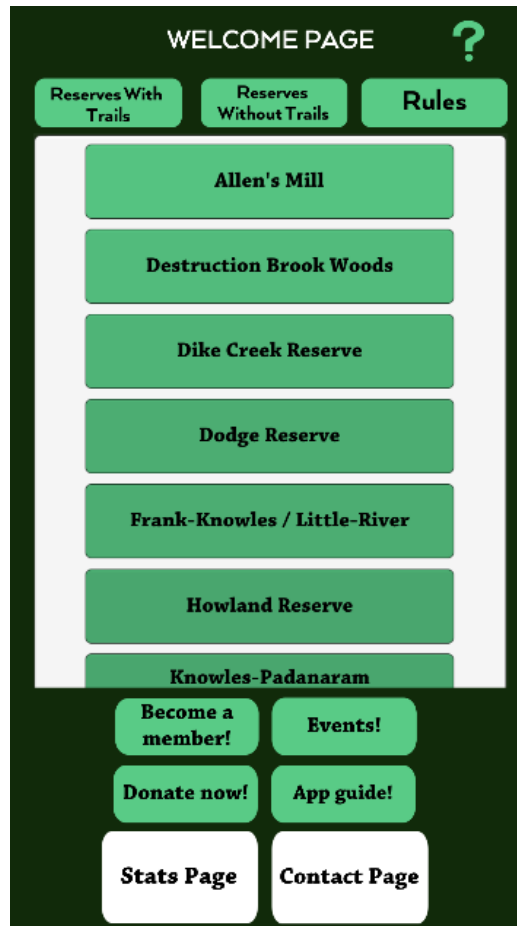 WELCOME PAGE
?
Reserves With
Trails
Reserves
Without Trails
Rules
Allen's Mill
Destruction Brook Woods
Dike Creek Reserve
Dodge Reserve
Frank-Knowles / Little-River
Howland Reserve
Knowles-Padanaram
Become a
member!
Events!
Donate now!
App guide!
Stats Page
Contact Page